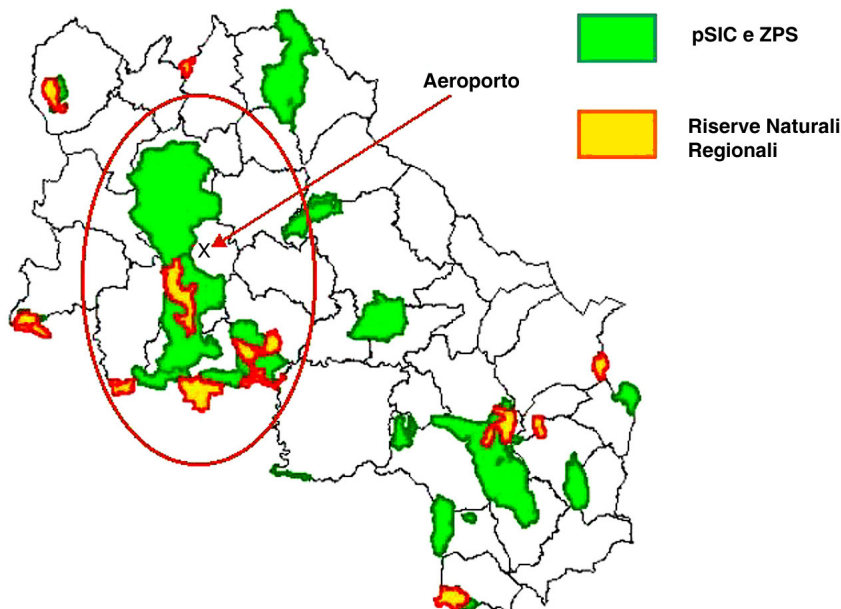 pSIC e ZPS
Aeroporto
Riserve Naturali
Regionali
X